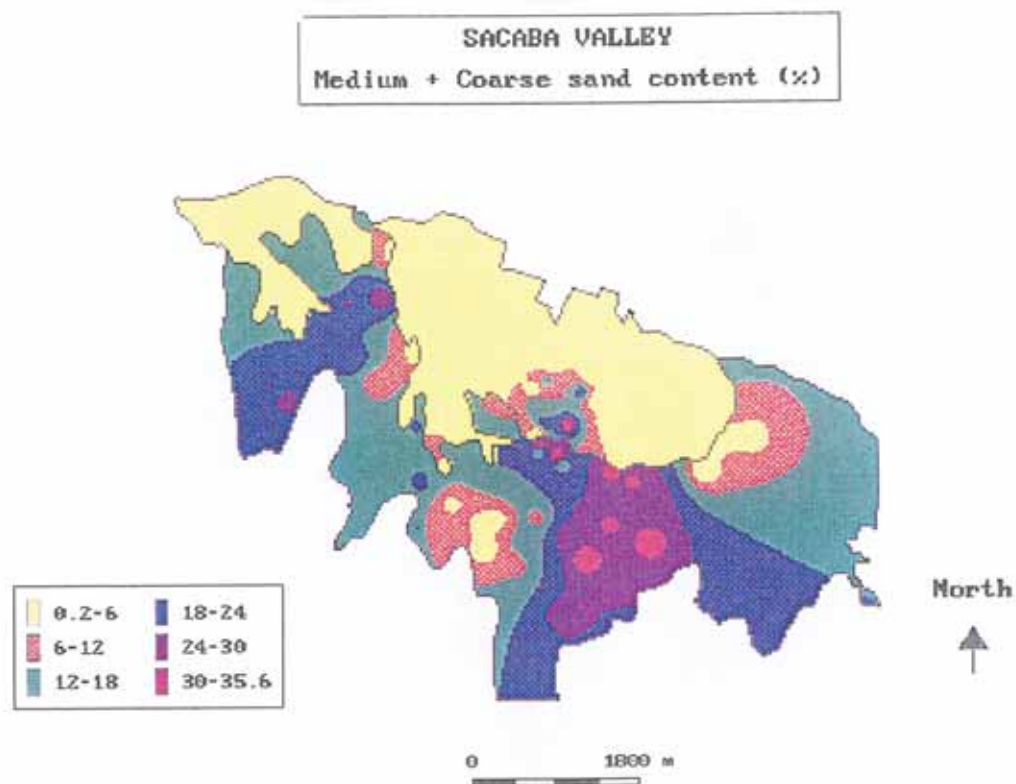 SACABA VALLEY
Medium + Coarse sand content (%)
0.2-6
6-12
12-18
18-24
24-30
30-35.6
North
0 1800 m